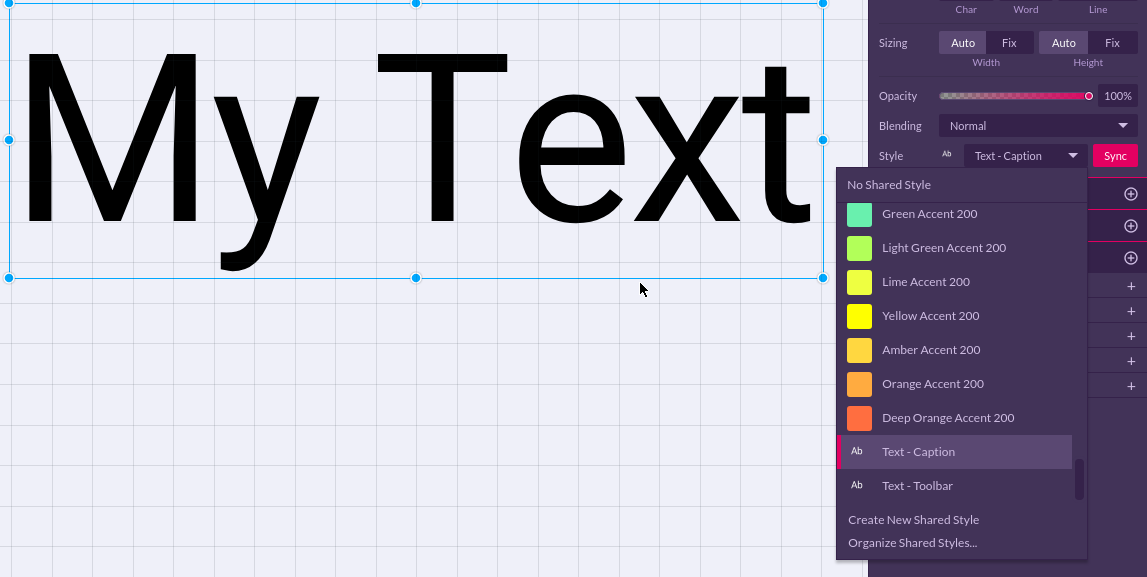 My Text
Char Word Line
Sizing Auto Fix Auto Fix
Width Height
Opacity 100%
Blending Normal
Style Ab Text - Caption Sync
No Shared Style
Green Accent 200
Light Green Accent 200
Lime Accent 200
Yellow Accent 200
Amber Accent 200
Orange Accent 200
Deep Orange Accent 200
Ab Text - Caption
Ab Text - Toolbar
Create New Shared Style
Organize Shared Styles...